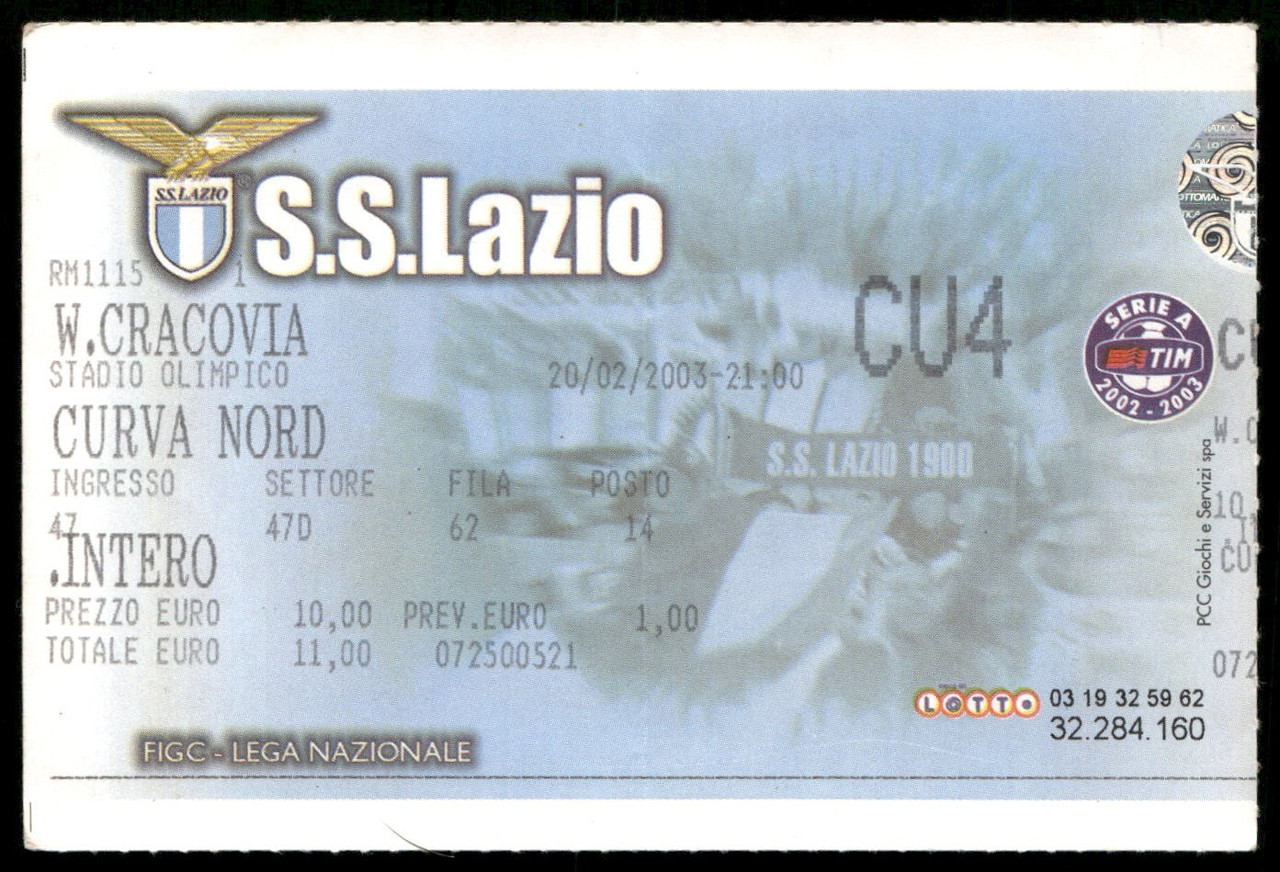 S.S.LAZIO
S.S.Lazio
RM1115 1
W.CRACOVIA
STADIO OLIMPICO 20/02/2003-21:00
CU4
CURVA NORD
INGRESSO SETTORE FILA POSTO
47 47D 62 14
.INTERO
PREZZO EURO 10,00 PREV.EURO 1,00
TOTALE EURO 11,00 072500521
S.S. LAZIO 1900
SERIE A
TIM
2002 - 2003
PCC Giochi e Servizi spa
W.C
10
072
LOTTO 03 19 32 59 62
32.284.160
FIGC - LEGA NAZIONALE